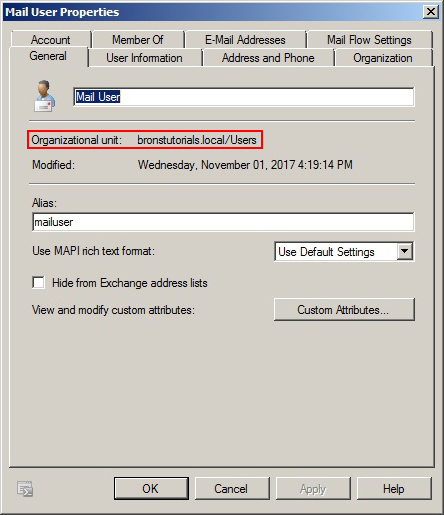 Mail User Properties
Account Member Of E-Mail Addresses Mail Flow Settings
General User Information Address and Phone Organization
Mail User
Organizational unit: bronstutorials.local/Users
Modified: Wednesday, November 01, 2017 4:19:14 PM
Alias:
mailuser
Use MAPI rich text format: Use Default Settings
Hide from Exchange address lists
View and modify custom attributes: Custom Attributes...
OK Cancel Apply Help